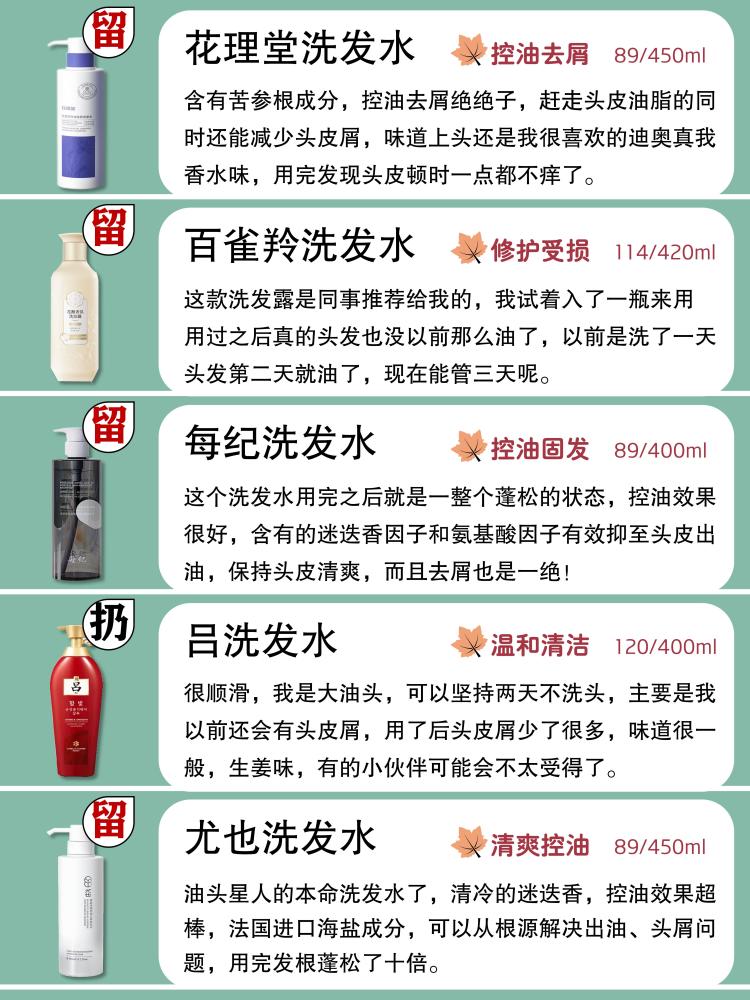 留
花理堂洗发水
控油去屑 89/450ml
含有苦参根成分，控油去屑绝绝子，赶走头皮油脂的同
时还能减少头皮屑，味道上头还是我很喜欢的迪奥真我
香水味，用完发现头皮顿时一点都不痒了。
留
百雀羚洗发水
修护受损 114/420ml
这款洗发露是同事推荐给我的，我试着入了一瓶来用
用过之后真的头发也没以前那么油了，以前是洗了一天
头发第二天就油了，现在能管三天呢。
留
每纪洗发水
控油固发 89/400ml
这个洗发水用完之后就是一整个蓬松的状态，控油效果
很好，含有的迷迭香因子和氨基酸因子有效抑至头皮出
油，保持头皮清爽，而且去屑也是一绝！
扔
吕洗发水
温和清洁 120/400ml
很顺滑，我是大油头，可以坚持两天不洗头，主要是我
以前还会有头皮屑，用了后头皮屑少了很多，味道很一
般，生姜味，有的小伙伴可能会不太受得了。
吕
留
尤也洗发水
清爽控油 89/450ml
油头星人的本命洗发水了，清冷的迷迭香，控油效果超
棒，法国进口海盐成分，可以从根源解决出油、头屑问
题，用完发根蓬松了十倍。